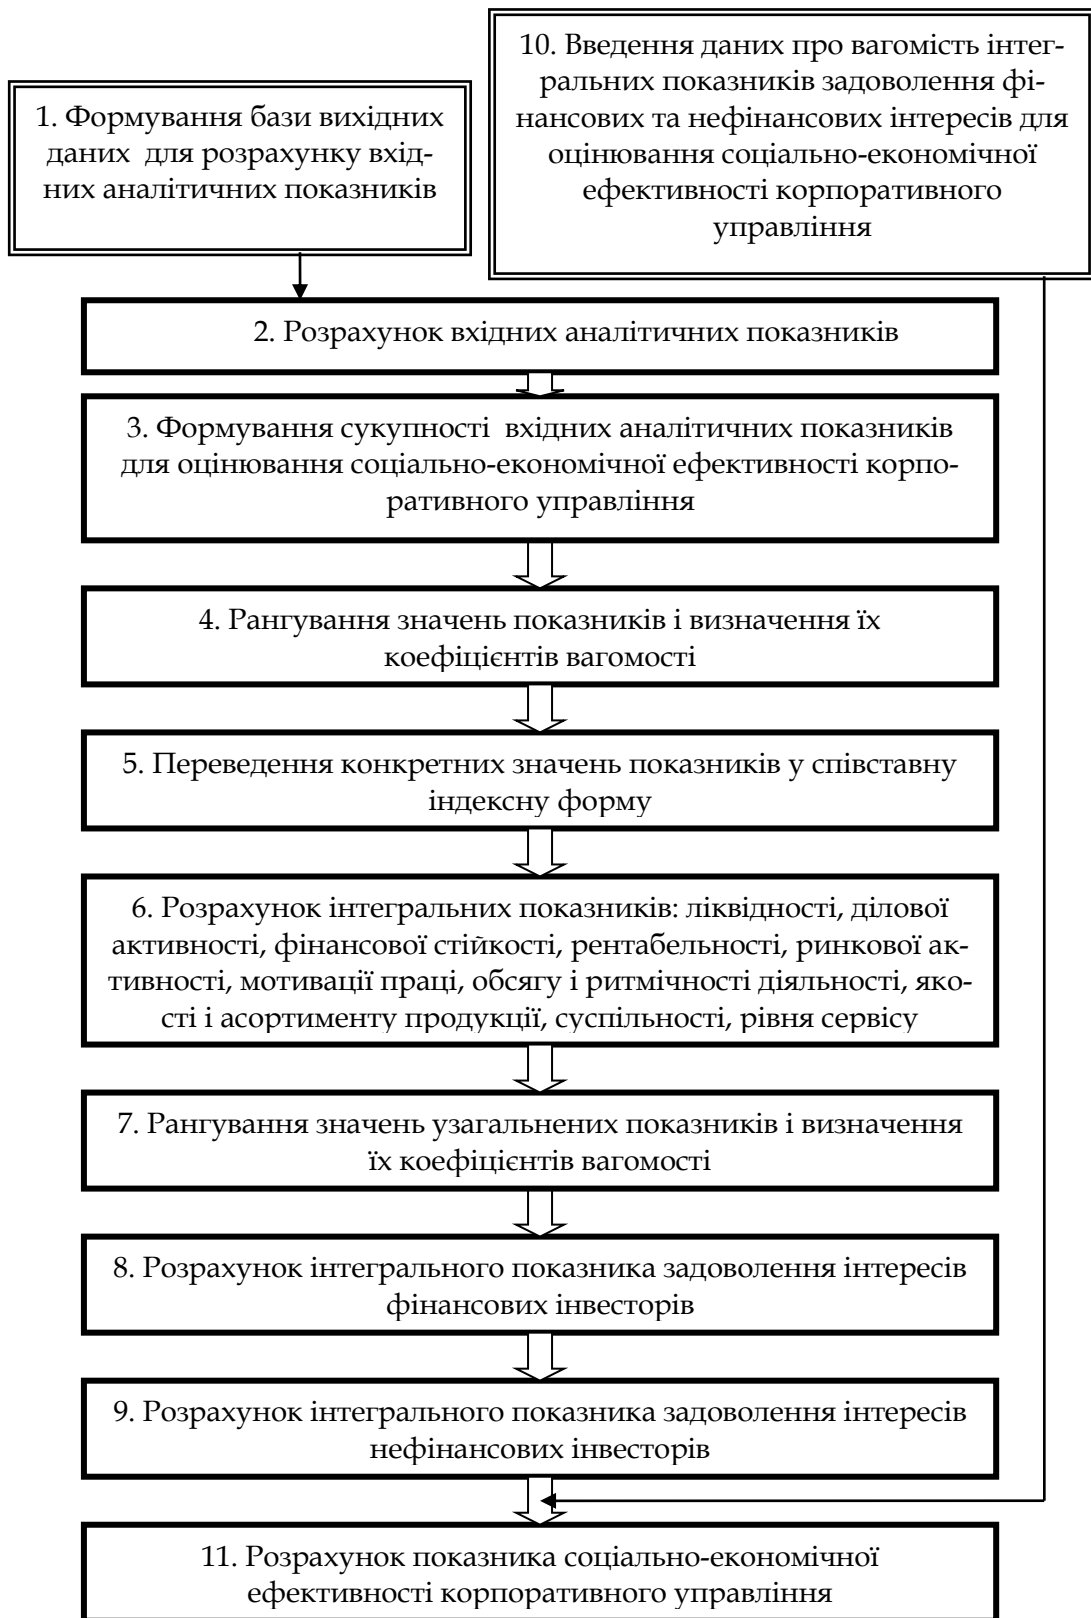 1. Формування бази вихідних
даних для розрахунку вхід-
них аналітичних показників
10. Введення даних про вагомість інтег-
ральних показників задоволення фі-
нансових та нефінансових інтересів для
оцінювання соціально-економічної
ефективності корпоративного
управління
2. Розрахунок вхідних аналітичних показників
3. Формування сукупності вхідних аналітичних показників
для оцінювання соціально-економічної ефективності корпо-
ративного управління
4. Рангування значень показників і визначення їх
коефіцієнтів вагомості
5. Переведення конкретних значень показників у співставну
індексну форму
6. Розрахунок інтегральних показників: ліквідності, ділової
активності, фінансової стійкості, рентабельності, ринкової ак-
тивності, мотивації праці, обсягу і ритмічності діяльності, яко-
сті і асортименту продукції, суспільності, рівня сервісу
7. Рангування значень узагальнених показників і визначення
їх коефіцієнтів вагомості
8. Розрахунок інтегрального показника задоволення інтересів
фінансових інвесторів
9. Розрахунок інтегрального показника задоволення інтересів
нефінансових інвесторів
11. Розрахунок показника соціально-економічної
ефективності корпоративного управління